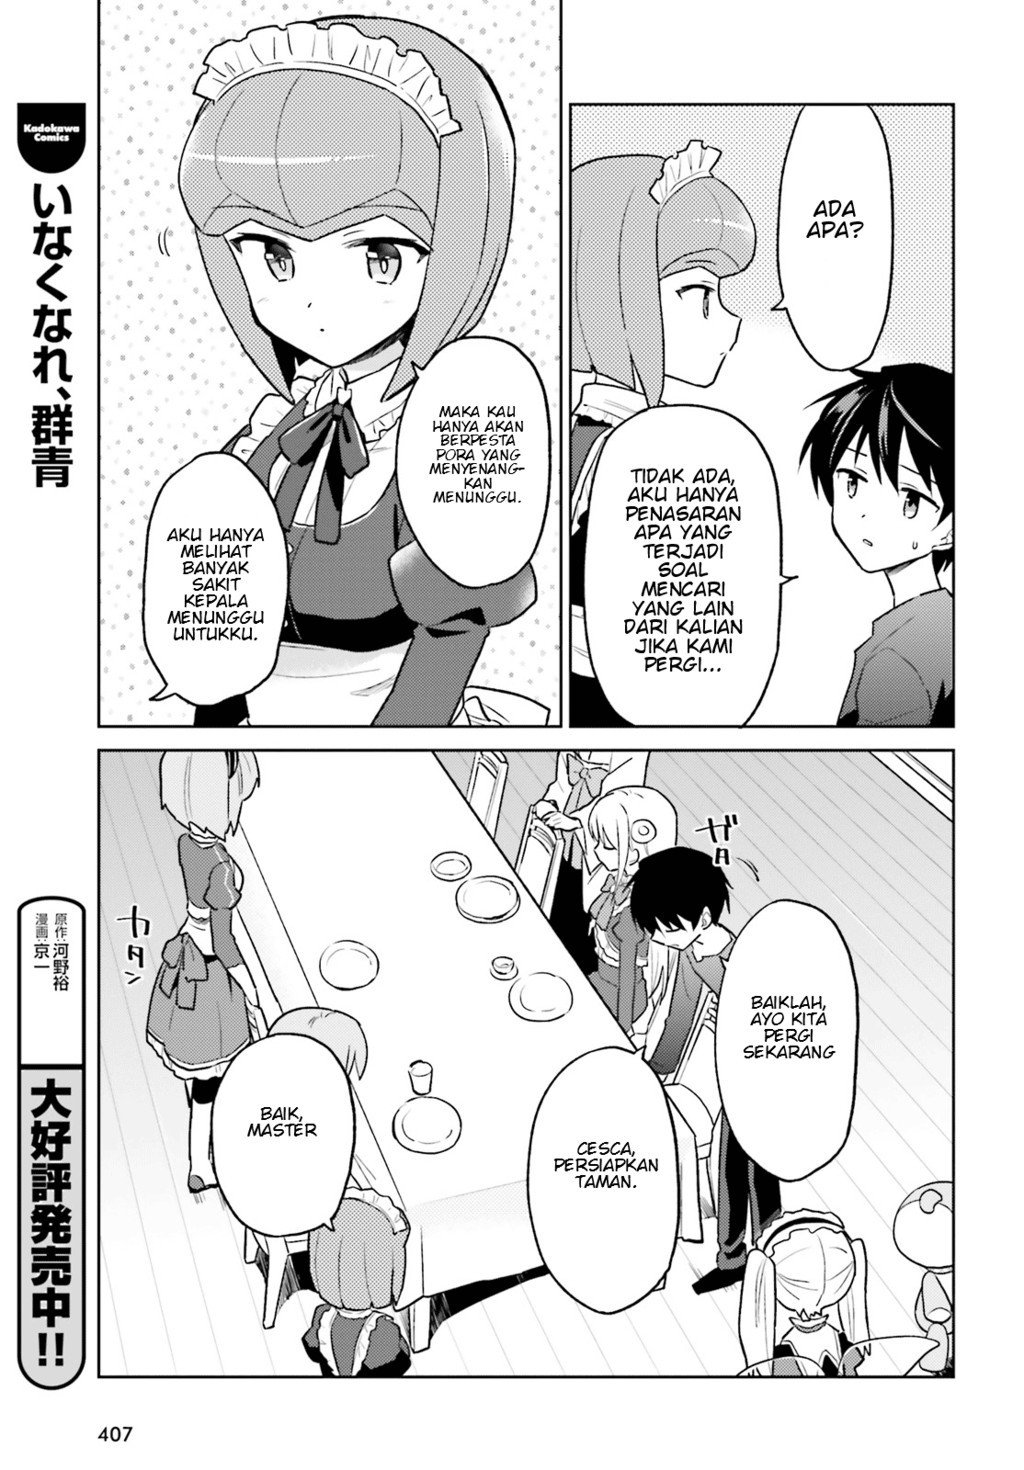 ADA
APA?
TIDAK ADA,
AKU HANYA
PENASARAN
APA YANG
TERJADI
SOAL
MENCARI
YANG LAIN
DARI KALIAN
JIKA KAMI
PERGI...
MAKA KAU
HANYA AKAN
BERPESTA
PORA YANG
MENYENANG-
KAN
MENUNGGU.
AKU HANYA
MELIHAT
BANYAK
SAKIT
KEPALA
MENUNGGU
UNTUKKU.
ガタ
BAIKLAH,
AYO KITA
PERGI
SEKARANG
CESCA,
PERSIAPKAN
TAMAN.
BAIK,
MASTER
カタン
Kadokawa
Comics
いなくなれ、群青
原作：河野裕
漫画：京一
大好評発売中!!
407